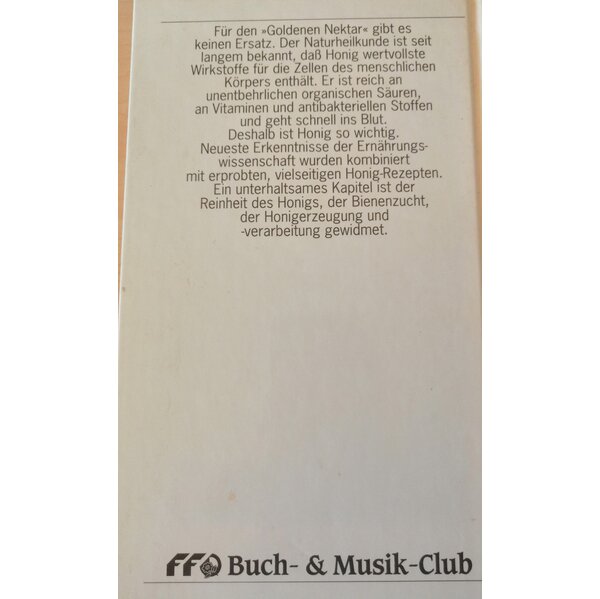 Für den »Goldenen Nektar« gibt es
keinen Ersatz. Der Naturheilkunde ist seit
langem bekannt, daß Honig wertvollste
Wirkstoffe für die Zellen des menschlichen
Körpers enthält. Er ist reich an
unentbehrlichen organischen Säuren,
an Vitaminen und antibakteriellen Stoffen
und geht schnell ins Blut.
Deshalb ist Honig so wichtig.
Neueste Erkenntnisse der Ernährungs-
wissenschaft wurden kombiniert
mit erprobten, vielseitigen Honig-Rezepten.
Ein unterhaltsames Kapitel ist der
Reinheit des Honigs, der Bienenzucht,
der Honigerzeugung und
-verarbeitung gewidmet.
FF Buch- & Musik-Club